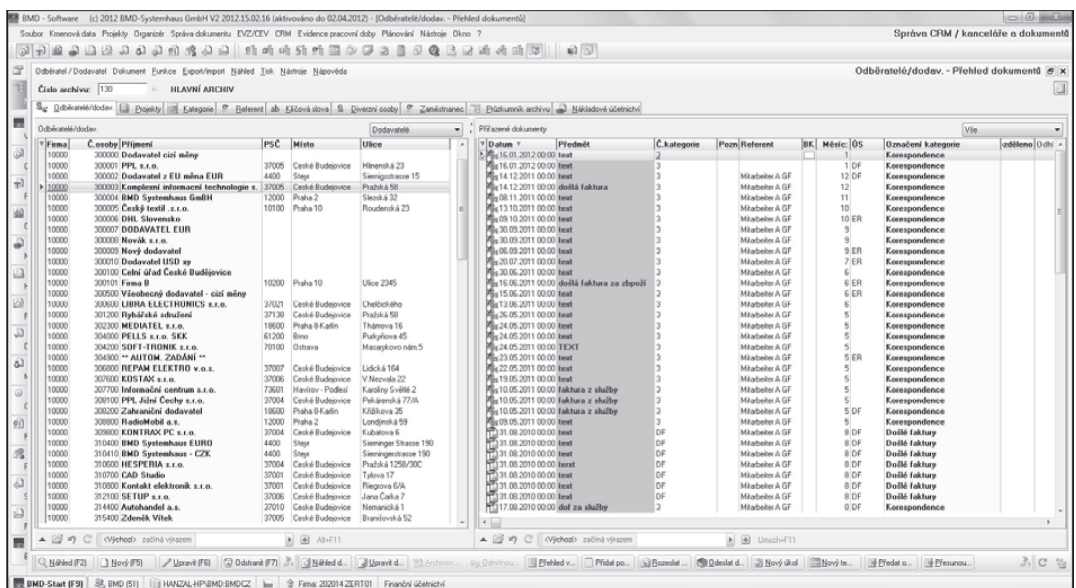 BMD - Software (c) 2012 BMD-Systemhaus GmbH V2 2012.15.02.16 (aktivováno do 02.04.2012) - [Odběratelé/dodav. - Přehled dokumentů]
Soubor Kmenová data Projekty Organizér Správa dokumentu EVZ/CEV CRM Evidence pracovní doby Plánování Nástroje Okno ?
Správa CRM / kanceláře a dokumentů
Odběratel / Dodavatel Dokument Funkce Export/Import Náhled Tisk Nástroje Nápověda
Odběratelé/dodav. - Přehled dokumentů
Číslo archivu: 130 HLAVNÍ ARCHIV
Odběratelé/dodav. Projekty Kategorie Referent Klíčová slova Diverzní osoby Zaměstnanec Průzkumník archívu Nákladové účetnictví
Odběratelé/dodav. Dodavatelé
Firma Č.osoby Příjmení PSČ Místo Ulice
10000 300000 Dodavatel cizí měny
10000 300001 PPL s.r.o. 37005 České Budejovice Hlinenská 23
10000 300002 Dodavatel z EU měna EUR 4400 Steyr Siernigsstrasse 15
10000 300003 Komplexní informacní technologie s. 37005 České Budejovice Pražská 58
10000 300004 BMD Systemhaus GmBH 12000 Praha 2 Slezská 32
10000 300005 Český textil .s.r.o. 10100 Praha 10 Roudenská 23
10000 300006 DHL Slovensko
10000 300007 DODAVATEL EUR
10000 300008 Novák s.r.o.
10000 300009 Nový dodavatel
10000 300010 Dodavatel USD xy
10000 300100 Celní úřad České Budějovice
10000 300101 Firma B 10200 Praha 10 Ulice 2345
10000 300500 Všeobecný dodavatel - cizí měny
10000 300600 LIBRA ELECTRONICS s.r.o. 37021 České Budejovice Chelčického
10000 301200 Rybářské sdružení 37138 České Budejovice Pražská 58
10000 302300 MEDIATEL s.r.o. 18600 Praha 8-Karlín Thámova 16
10000 304000 PELLS s.r.o. SKK 61200 Brno Purkyňova 45
10000 304200 SOFT-TRONIK s.r.o. 70100 Ostrava Masarykovo nám.5
10000 304900 ** AUTOM. ZADÁNÍ **
10000 306800 REPAM ELEKTRO v.o.s. 37007 České Budejovice Lidická 164
10000 307600 KOSTAX s.r.o. 37006 České Budejovice V.Nezvala 22
10000 307700 Informační centrum s.r.o. 73601 Havírov - Podlesí Karolíny Světlé 2
10000 308100 PPL Jižní Čechy s.r.o. 37004 České Budejovice Pekárenská 77/A
10000 308200 Zahraniční dodavatel 18600 Praha 8-Karlín Křižíkova 35
10000 308800 RadioMobil a.s. 12000 Praha 2 Londýnská 59
10000 309800 KONTRAX PC s.r.o. 37004 České Budejovice Kubatova 6
10000 310400 BMD Systemhaus EURO 4400 Steyr Sierninger Strasse 190
10000 310410 BMD Systemhaus - CZK 4400 Steyr Sierningerstrasse 190
10000 310600 HESPERIA s.r.o. 37004 České Budejovice Pražská 1258/30C
10000 310700 CAD Studio 37001 České Budejovice Tylova 17
10000 310800 Kontakt elektronik s.r.o. 37001 České Budejovice Riegrova 6/A
10000 312100 SETUP s.r.o. 37006 České Budejovice Jana Čarka 7
10000 314400 Autohandel a.s. 37010 České Budejovice Nemanická 1
10000 315400 Zdeněk Vítek 37005 České Budejovice Branišovská 52
Přiřazené dokumenty Vše
Datum Předmět Č.kategorie Pozn Referent BK Měsíc: OS Označení kategorie
16.01.2012 00:00 text 3 1 Korespondence
16.01.2012 00:00 text 3 1 DF Korespondence
14.12.2011 00:00 text 3 Mitarbeiter A GF 12 DF Korespondence
14.12.2011 00:00 došlá faktura 3 Mitarbeiter A GF 12 Korespondence
08.11.2011 00:00 text 3 Mitarbeiter A GF 11 Korespondence
13.10.2011 00:00 text 3 Mitarbeiter A GF 10 Korespondence
09.10.2011 00:00 text 3 Mitarbeiter A GF 10 ER Korespondence
30.09.2011 00:00 text 3 Mitarbeiter A GF 9 Korespondence
30.09.2011 00:00 text 3 Mitarbeiter A GF 9 Korespondence
09.09.2011 00:00 text 3 Mitarbeiter A GF 9 ER Korespondence
20.07.2011 00:00 text 3 Mitarbeiter A GF 7 ER Korespondence
30.06.2011 00:00 text 3 Mitarbeiter A GF 6 Korespondence
16.06.2011 00:00 došlá faktura za zbpoží 3 Mitarbeiter A GF 6 ER Korespondence
15.06.2011 00:00 text 3 Mitarbeiter A GF 6 ER Korespondence
13.06.2011 00:00 text 3 Mitarbeiter A GF 6 Korespondence
26.05.2011 00:00 text 3 Mitarbeiter A GF 5 Korespondence
24.05.2011 00:00 text 3 Mitarbeiter A GF 5 Korespondence
24.05.2011 00:00 text 3 Mitarbeiter A GF 5 Korespondence
24.05.2011 00:00 TEXT 3 Mitarbeiter A GF 5 Korespondence
23.05.2011 00:00 text 3 Mitarbeiter A GF 5 ER Korespondence
22.05.2011 00:00 text 3 Mitarbeiter A GF 5 Korespondence
19.05.2011 00:00 text 3 Mitarbeiter A GF 5 Korespondence
10.05.2011 00:00 faktura z služby 3 Mitarbeiter A GF 5 Korespondence
10.05.2011 00:00 faktura z služby 3 Mitarbeiter A GF 5 Korespondence
10.05.2011 00:00 faktura z služby 3 Mitarbeiter A GF 5 DF Korespondence
09.05.2011 00:00 text 3 Mitarbeiter A GF 5 Korespondence
31.08.2010 00:00 text DF Mitarbeiter A GF 8 DF Došlé faktury
31.08.2010 00:00 text DF Mitarbeiter A GF 8 DF Došlé faktury
31.08.2010 00:00 text DF Mitarbeiter A GF 8 DF Došlé faktury
31.08.2010 00:00 terxt DF Mitarbeiter A GF 8 DF Došlé faktury
31.08.2010 00:00 text DF Mitarbeiter A GF 8 DF Došlé faktury
31.08.2010 00:00 text DF Mitarbeiter A GF 8 DF Došlé faktury
31.08.2010 00:00 text DF Mitarbeiter A GF 8 DF Došlé faktury
17.08.2010 00:00 dof za služby DF Mitarbeiter A GF 0 DF Došlé faktury
<Výchozí> začíná výrazem Alt+F11
<Výchozí> začíná výrazem Umsch+F11
Náhled (F2) Nový (F5) Upravit (F6) Odstranit (F7) Náhled d... Upravit d... Archivov... Odmítnou... Přehled v... Přidat po... Rozeslat ... Odeslat d... Nový úkol Nový te... Předat o... Přesunou...
BMD-Start [F9] BMD (51) HANZAL-HP\BMD:BMDCZ Fima: 202014 ZERT01 Finanční účetnictví